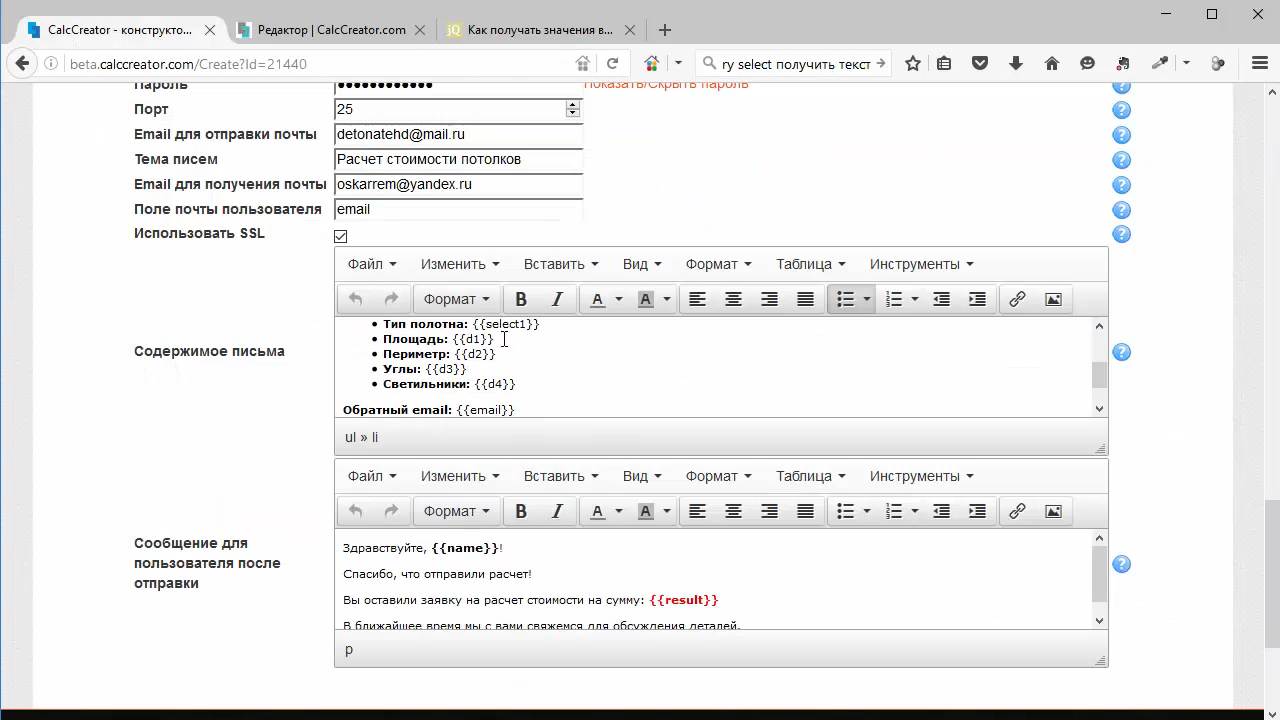 CalcCreator - конструкто...
Редактор | CalcCreator.com
jQ Как получать значения в...
beta.calccreator.com/Create?Id=21440
ry select получить текст
Пароль ●●●●●●●●●●●● Показать/Скрыть пароль
Порт 25
Email для отправки почты detonatehd@mail.ru
Тема писем Расчет стоимости потолков
Email для получения почты oskarrem@yandex.ru
Поле почты пользователя email
Использовать SSL
Файл Изменить Вставить Вид Формат Таблица Инструменты
Формат B I A A
Содержимое письма
• Тип полотна: {{select1}}
• Площадь: {{d1}}
• Периметр: {{d2}}
• Углы: {{d3}}
• Светильники: {{d4}}
Обратный email: {{email}}
ul » li
Файл Изменить Вставить Вид Формат Таблица Инструменты
Формат B I A A
Сообщение для
пользователя после
отправки
Здравствуйте, {{name}}!
Спасибо, что отправили расчет!
Вы оставили заявку на расчет стоимости на сумму: {{result}}
В ближайшее время мы с вами свяжемся для обсуждения деталей.
p